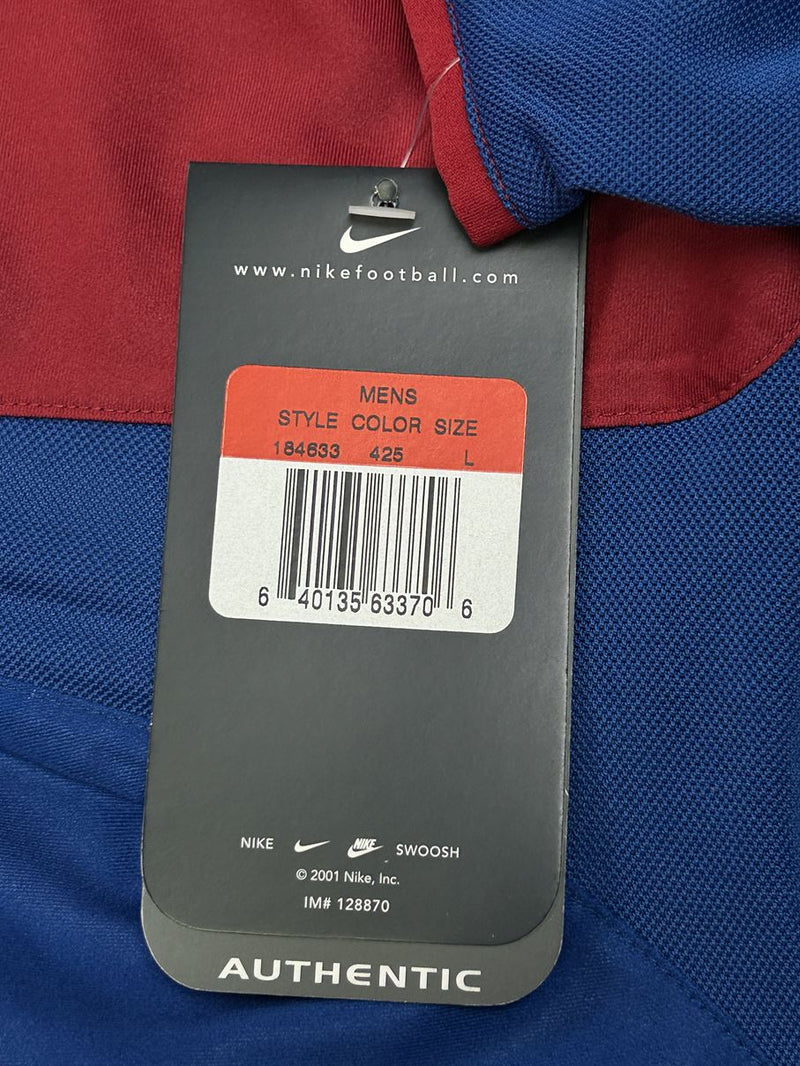 www.nikefootball.com
MENS
STYLE COLOR SIZE
184633 425 L
6 40135 63370 6
NIKE NIKE SWOOSH
© 2001 Nike, Inc.
IM# 128870
AUTHENTIC